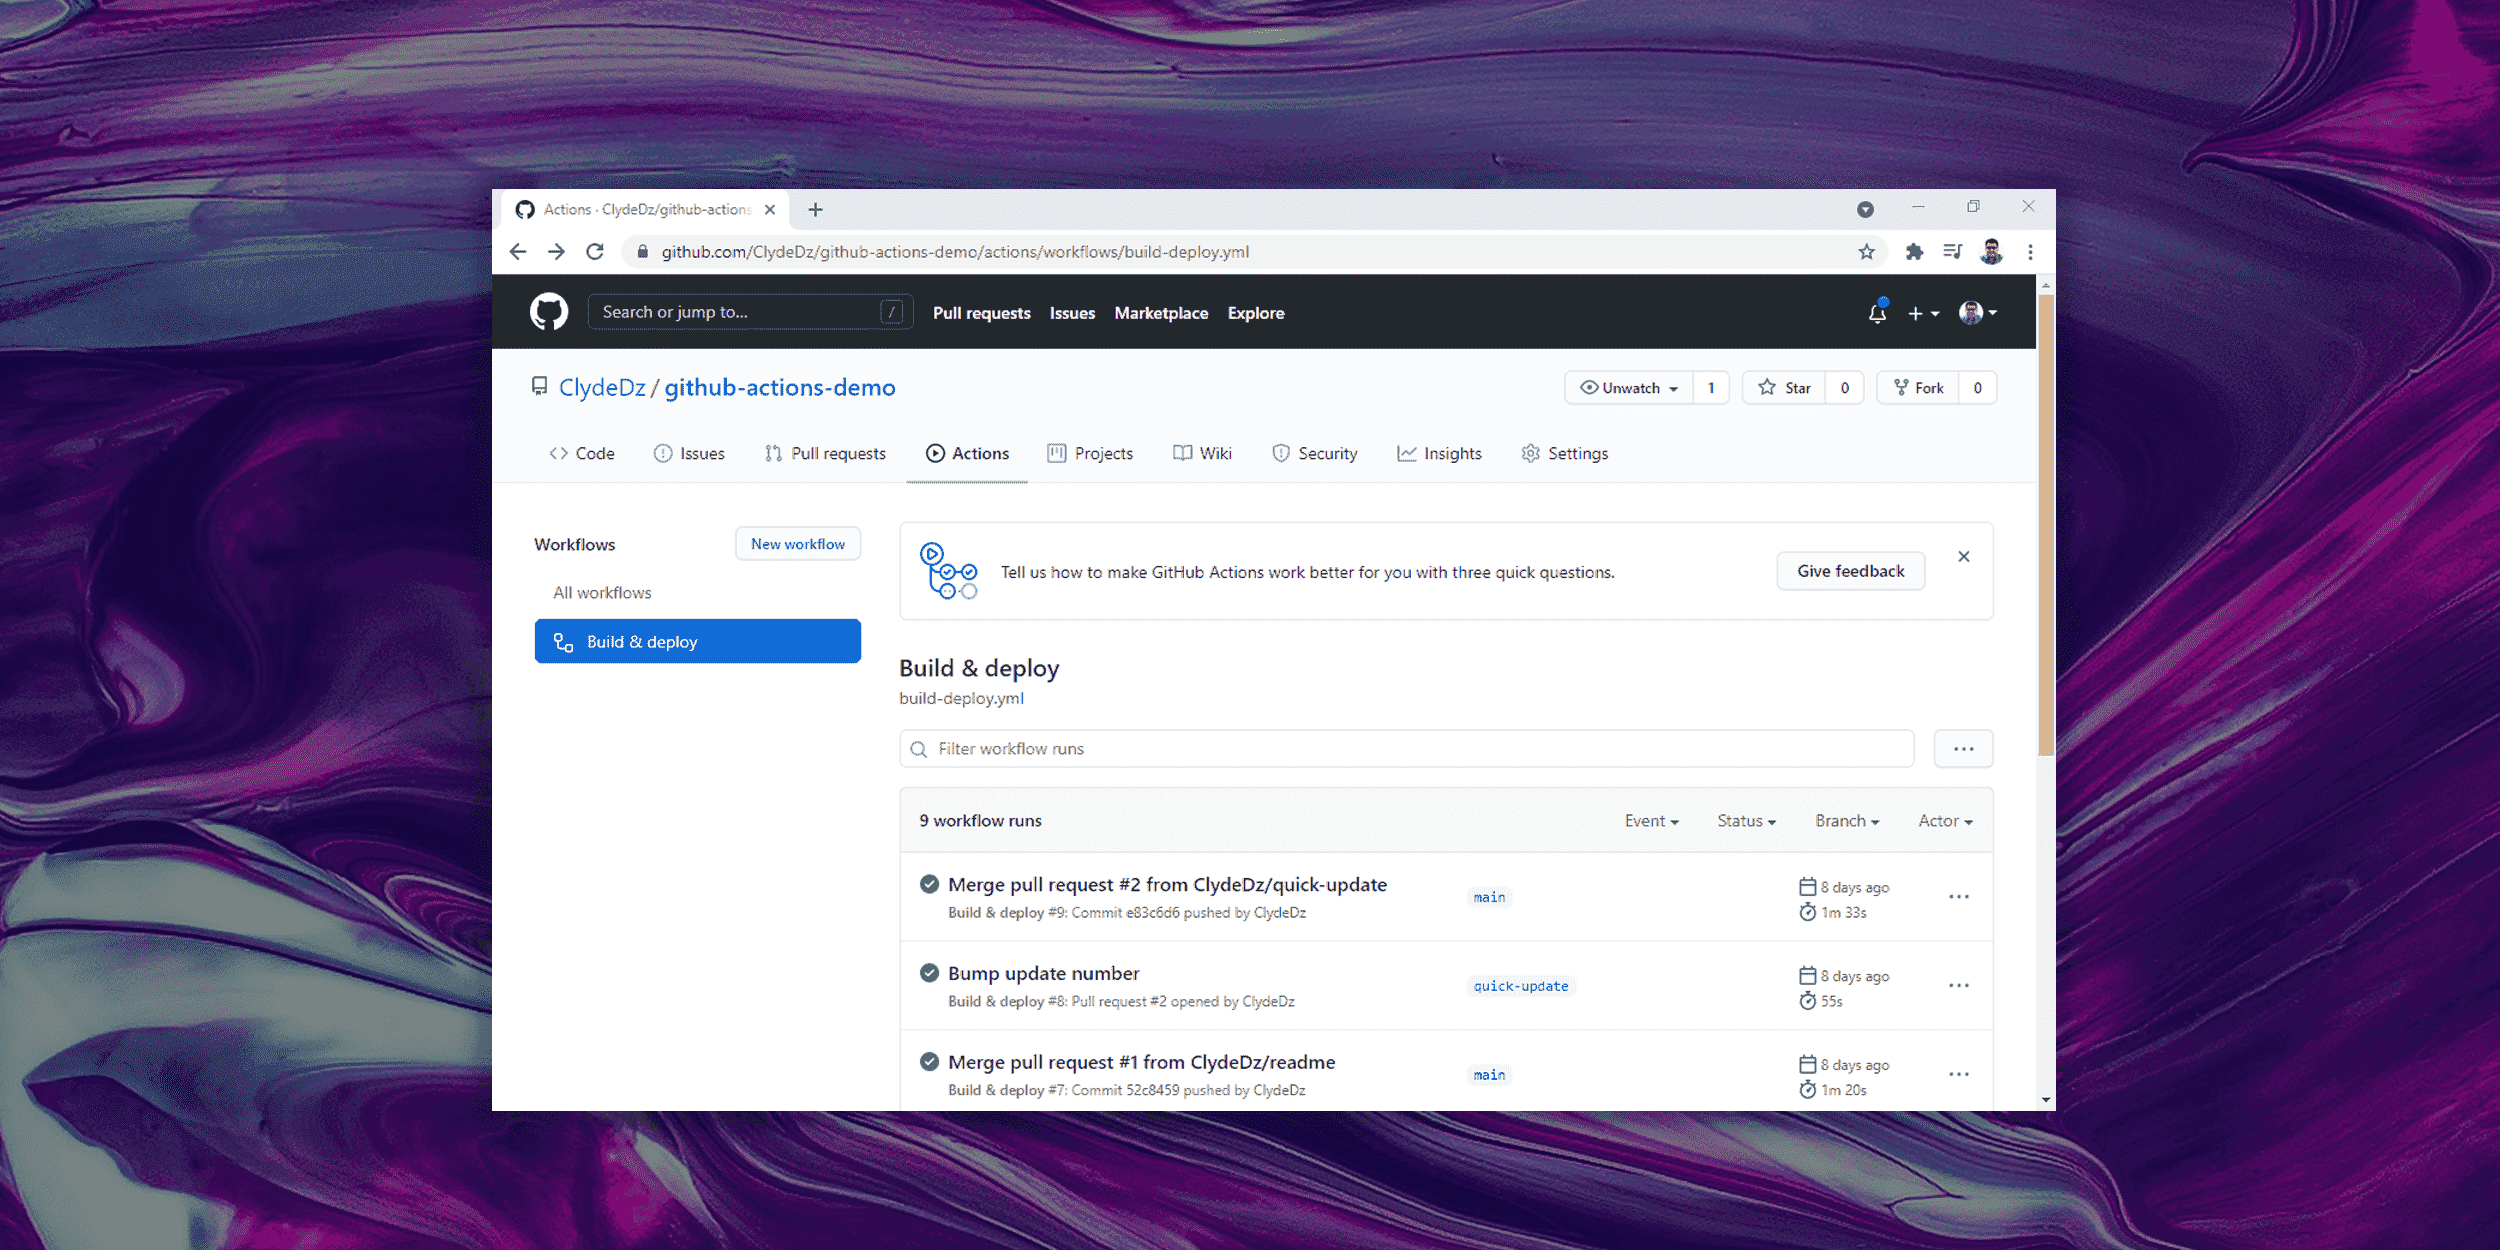 Actions · ClydeDz/github-actions
github.com/ClydeDz/github-actions-demo/actions/workflows/build-deploy.yml
Search or jump to... /
Pull requests Issues Marketplace Explore
ClydeDz / github-actions-demo
Unwatch 1 Star 0 Fork 0
Code Issues Pull requests Actions Projects Wiki Security Insights Settings
Workflows New workflow
All workflows
Build & deploy
Tell us how to make GitHub Actions work better for you with three quick questions. Give feedback
Build & deploy
build-deploy.yml
Filter workflow runs
9 workflow runs Event Status Branch Actor
Merge pull request #2 from ClydeDz/quick-update
Build & deploy #9: Commit e83c6d6 pushed by ClydeDz
main
8 days ago
1m 33s
Bump update number
Build & deploy #8: Pull request #2 opened by ClydeDz
quick-update
8 days ago
55s
Merge pull request #1 from ClydeDz/readme
Build & deploy #7: Commit 52c8459 pushed by ClydeDz
main
8 days ago
1m 20s